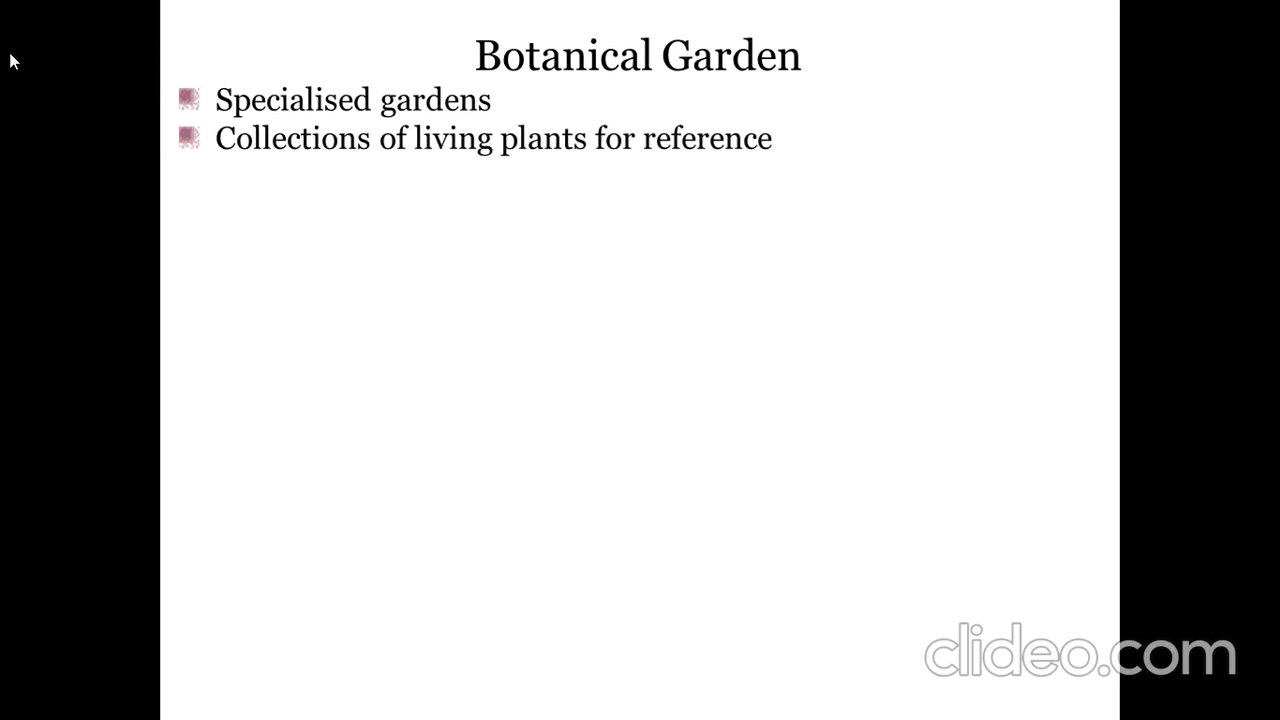 Botanical Garden
Specialised gardens
Collections of living plants for reference
clideo.com